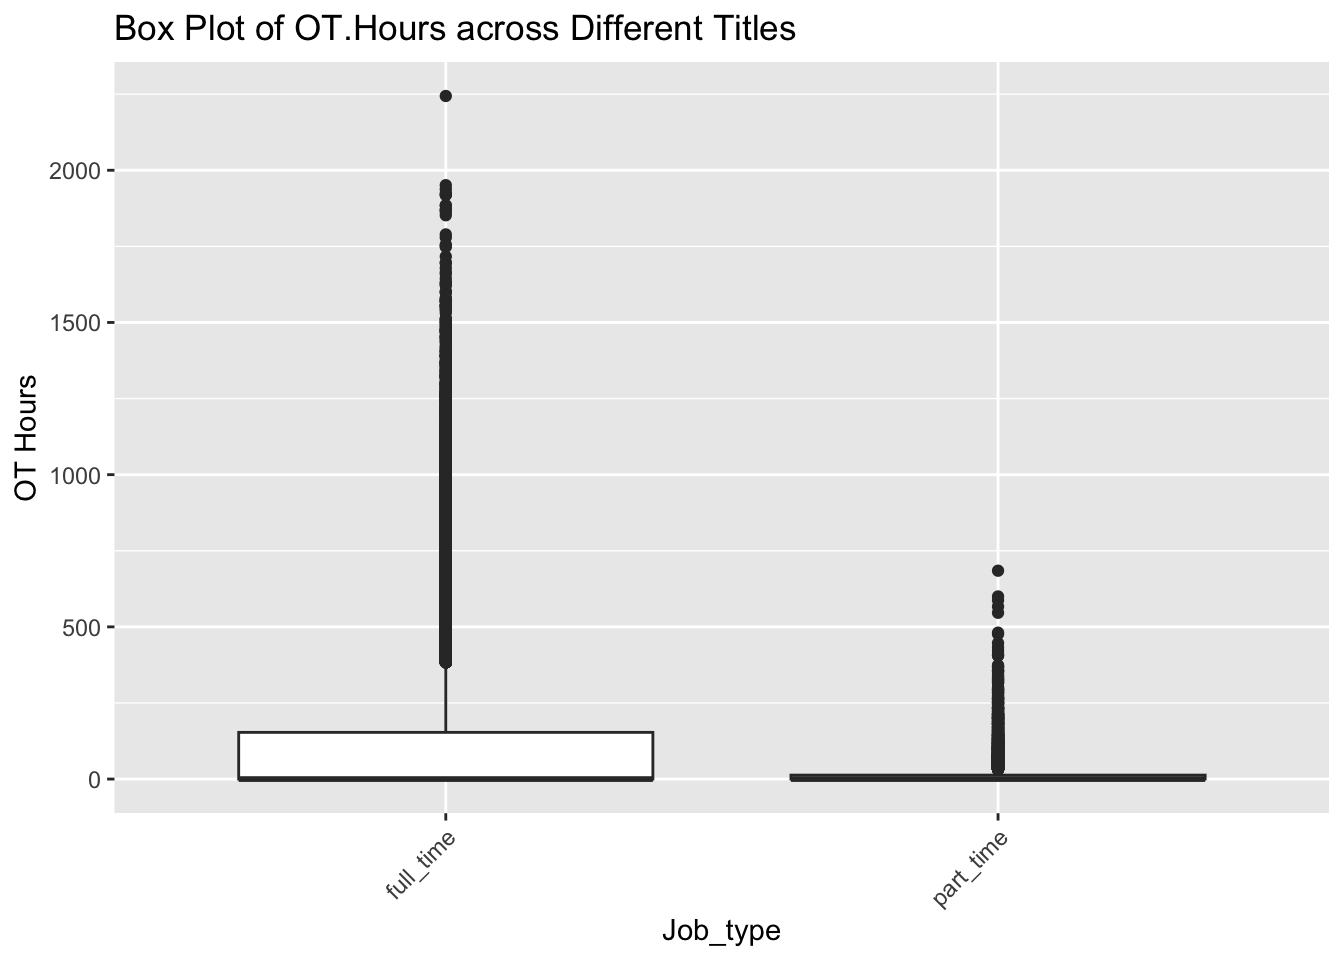 Box Plot of OT.Hours across Different Titles
2000
1500
1000
500
0
OT Hours
full_time
part_time
Job_type